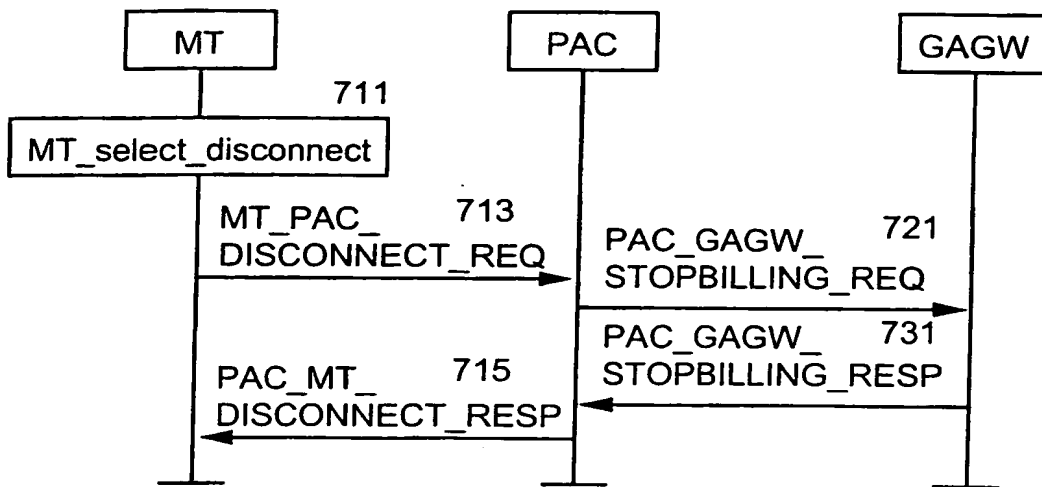 MT
PAC
GAGW
711
MT_select_disconnect
MT_PAC_
713
DISCONNECT_REQ
PAC_GAGW_
721
STOPBILLING_REQ
PAC_GAGW_
731
STOPBILLING_RESP
PAC_MT_
715
DISCONNECT_RESP